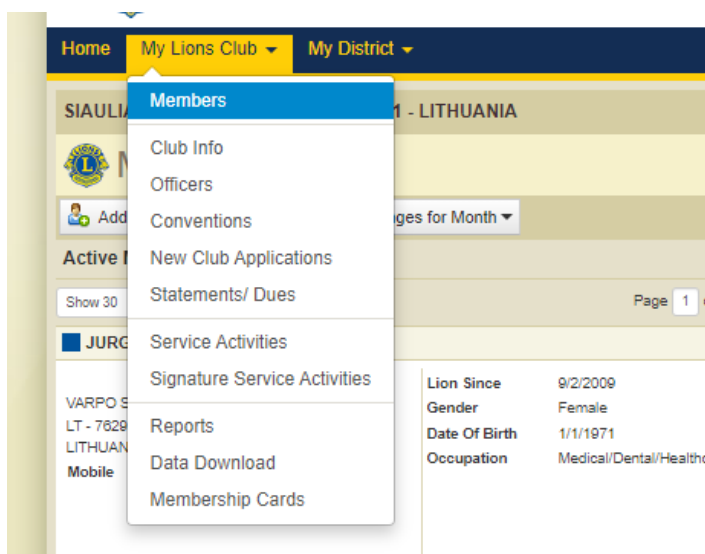 Home My Lions Club My District
Members
SIAULI 1 - LITHUANIA
Club Info
Officers
Add
Conventions
ges for Month
New Club Applications
Active
Statements/ Dues
Show 30
Page 1
Service Activities
JURG
Signature Service Activities
Lion Since 9/2/2009
VARPO S
Gender Female
LT - 7629
Reports
Date Of Birth 1/1/1971
LITHUAN
Occupation Medical/Dental/Healthc
Mobile
Data Download
Membership Cards